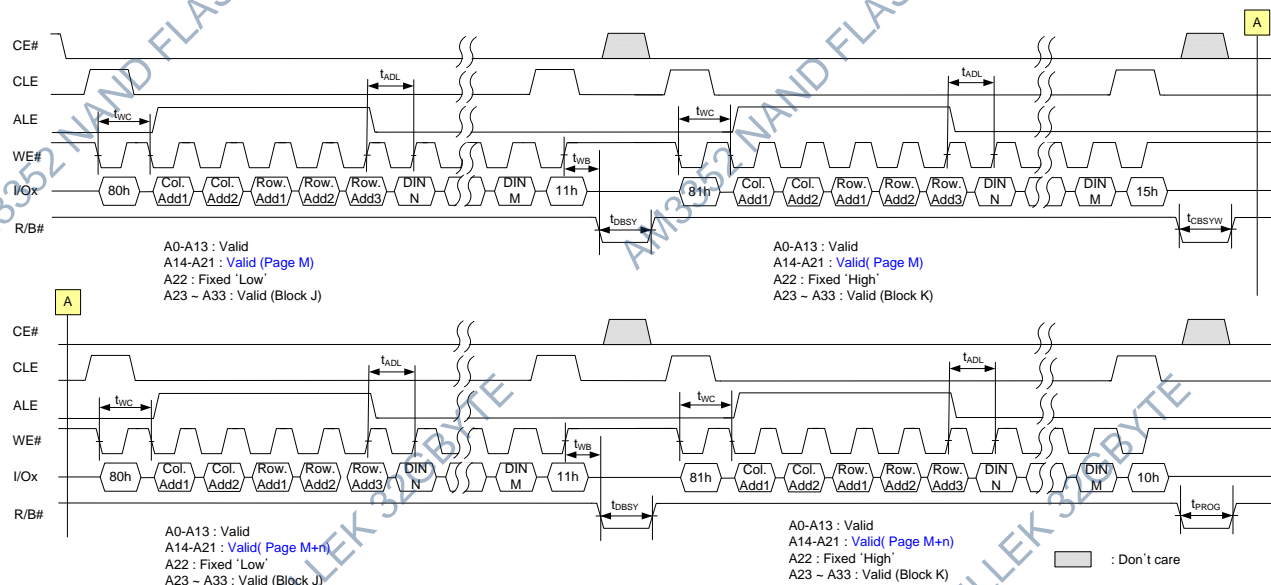 A
CE#
CLE
tADL
tADL
ALE
tWC
tWC
WE#
tWB
I/Ox 80h Col. Add1 Col. Add2 Row. Add1 Row. Add2 Row. Add3 DIN N DIN M 11h 81h Col. Add1 Col. Add2 Row. Add1 Row. Add2 Row. Add3 DIN N DIN M 15h
R/B# tDBSY tCBSYW
A0-A13 : Valid
A14-A21 : Valid (Page M)
A22 : Fixed 'Low'
A23 ~ A33 : Valid (Block J)
A0-A13 : Valid
A14-A21 : Valid( Page M)
A22 : Fixed 'High'
A23 ~ A33 : Valid (Block K)
A
CE#
CLE
tADL
tADL
ALE
tWC
tWC
WE#
tWB
I/Ox 80h Col. Add1 Col. Add2 Row. Add1 Row. Add2 Row. Add3 DIN N DIN M 11h 81h Col. Add1 Col. Add2 Row. Add1 Row. Add2 Row. Add3 DIN N DIN M 10h
R/B# tDBSY tPROG
A0-A13 : Valid
A14-A21 : Valid( Page M+n)
A22 : Fixed 'Low'
A23 ~ A33 : Valid (Block J)
A0-A13 : Valid
A14-A21 : Valid( Page M+n)
A22 : Fixed 'High'
A23 ~ A33 : Valid (Block K)
: Don't care
NAND FLAS
AM3352 NAND FLAS
32GBYTE
32GBYTE